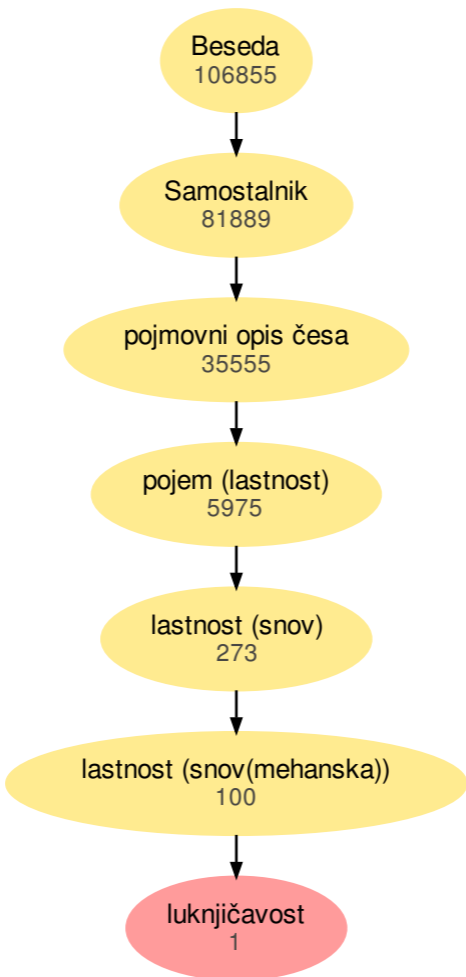 Beseda
106855
Samostalnik
81889
pojmovni opis česa
35555
pojem (lastnost)
5975
lastnost (snov)
273
lastnost (snov(mehanska))
100
luknjičavost
1